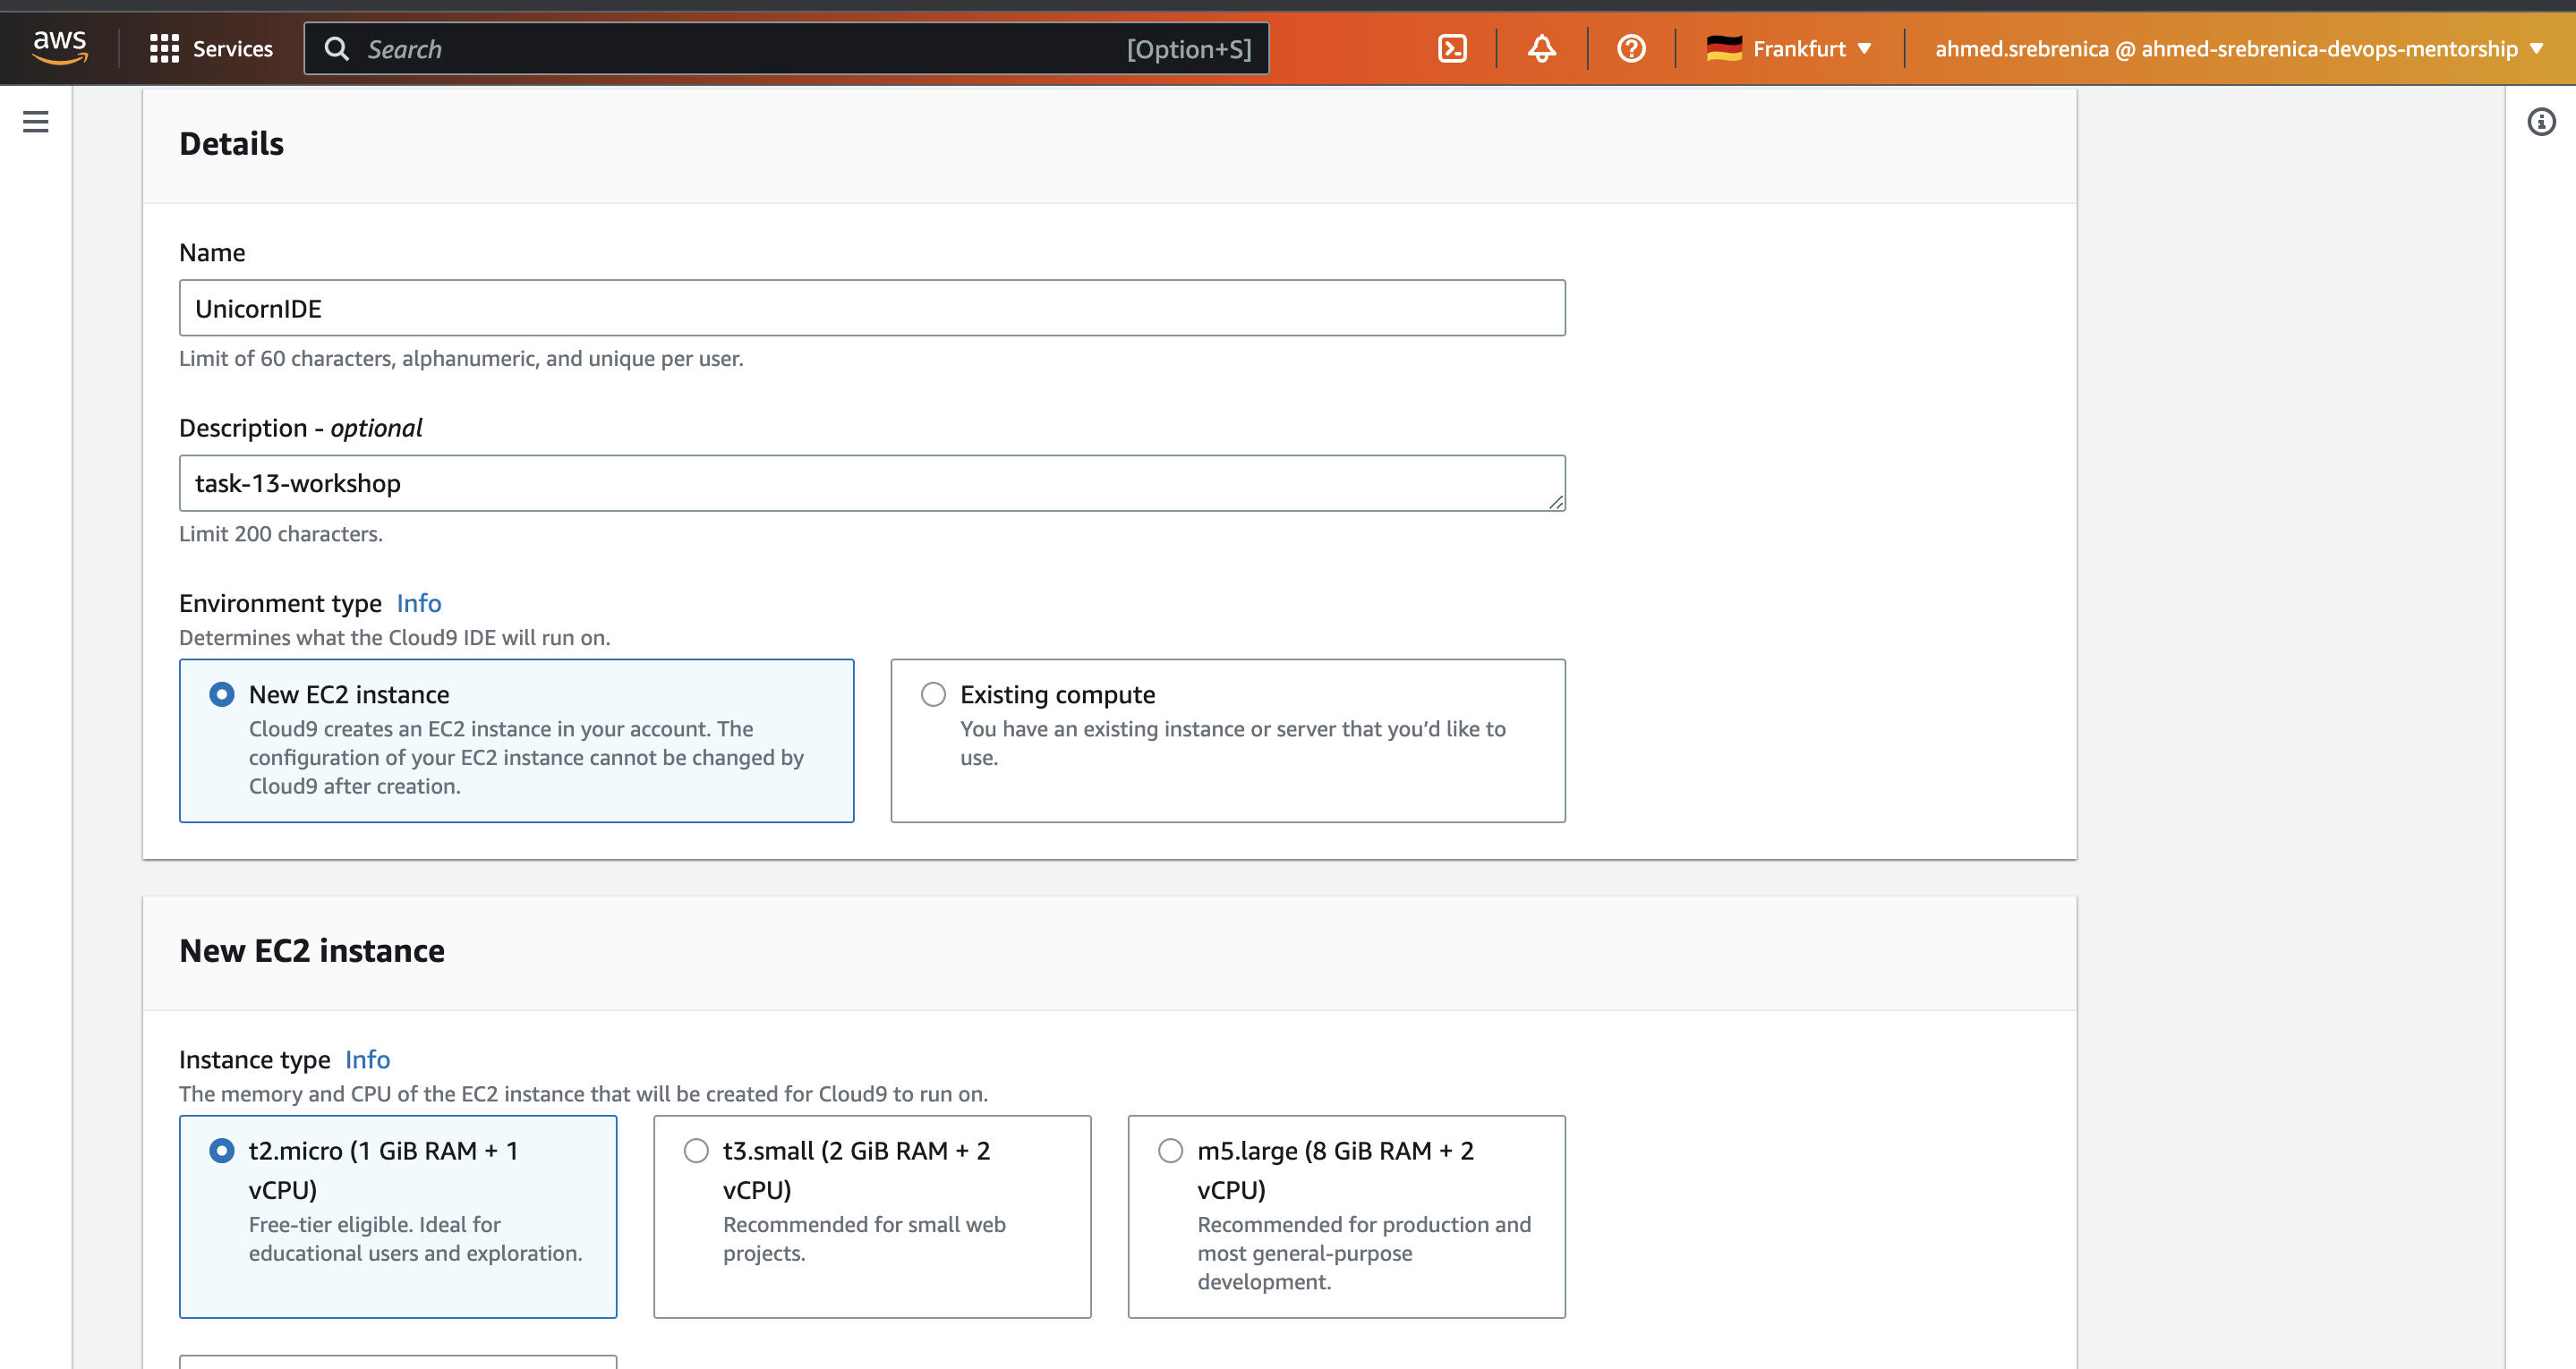 aws
Services
Search
[Option+S]
Frankfurt
ahmed.srebrenica @ ahmed-srebrenica-devops-mentorship
Details
Name
UnicornIDE
Limit of 60 characters, alphanumeric, and unique per user.
Description - optional
task-13-workshop
Limit 200 characters.
Environment type Info
Determines what the Cloud9 IDE will run on.
New EC2 instance
Cloud9 creates an EC2 instance in your account. The
configuration of your EC2 instance cannot be changed by
Cloud9 after creation.
Existing compute
You have an existing instance or server that you’d like to
use.
New EC2 instance
Instance type Info
The memory and CPU of the EC2 instance that will be created for Cloud9 to run on.
t2.micro (1 GiB RAM + 1
vCPU)
Free-tier eligible. Ideal for
educational users and exploration.
t3.small (2 GiB RAM + 2
vCPU)
Recommended for small web
projects.
m5.large (8 GiB RAM + 2
vCPU)
Recommended for production and
most general-purpose
development.